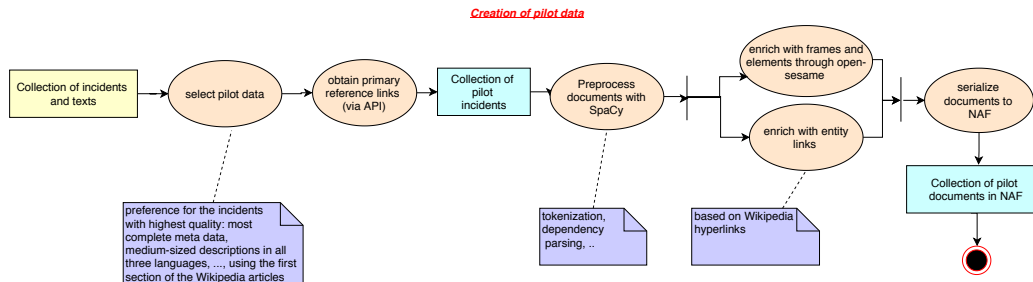 Creation of pilot data
Collection of incidents
and texts
select pilot data
obtain primary
reference links
(via API)
Collection of
pilot
incidents
Preprocess
documents with
SpaCy
enrich with frames and
elements through open-
sesame
enrich with entity
links
serialize
documents to
NAF
Collection of pilot
documents in NAF
preference for the incidents
with highest quality: most
complete meta data,
medium-sized descriptions in all
three languages, ..., using the first
section of the Wikipedia articles
tokenization,
dependency
parsing, ..
based on Wikipedia
hyperlinks